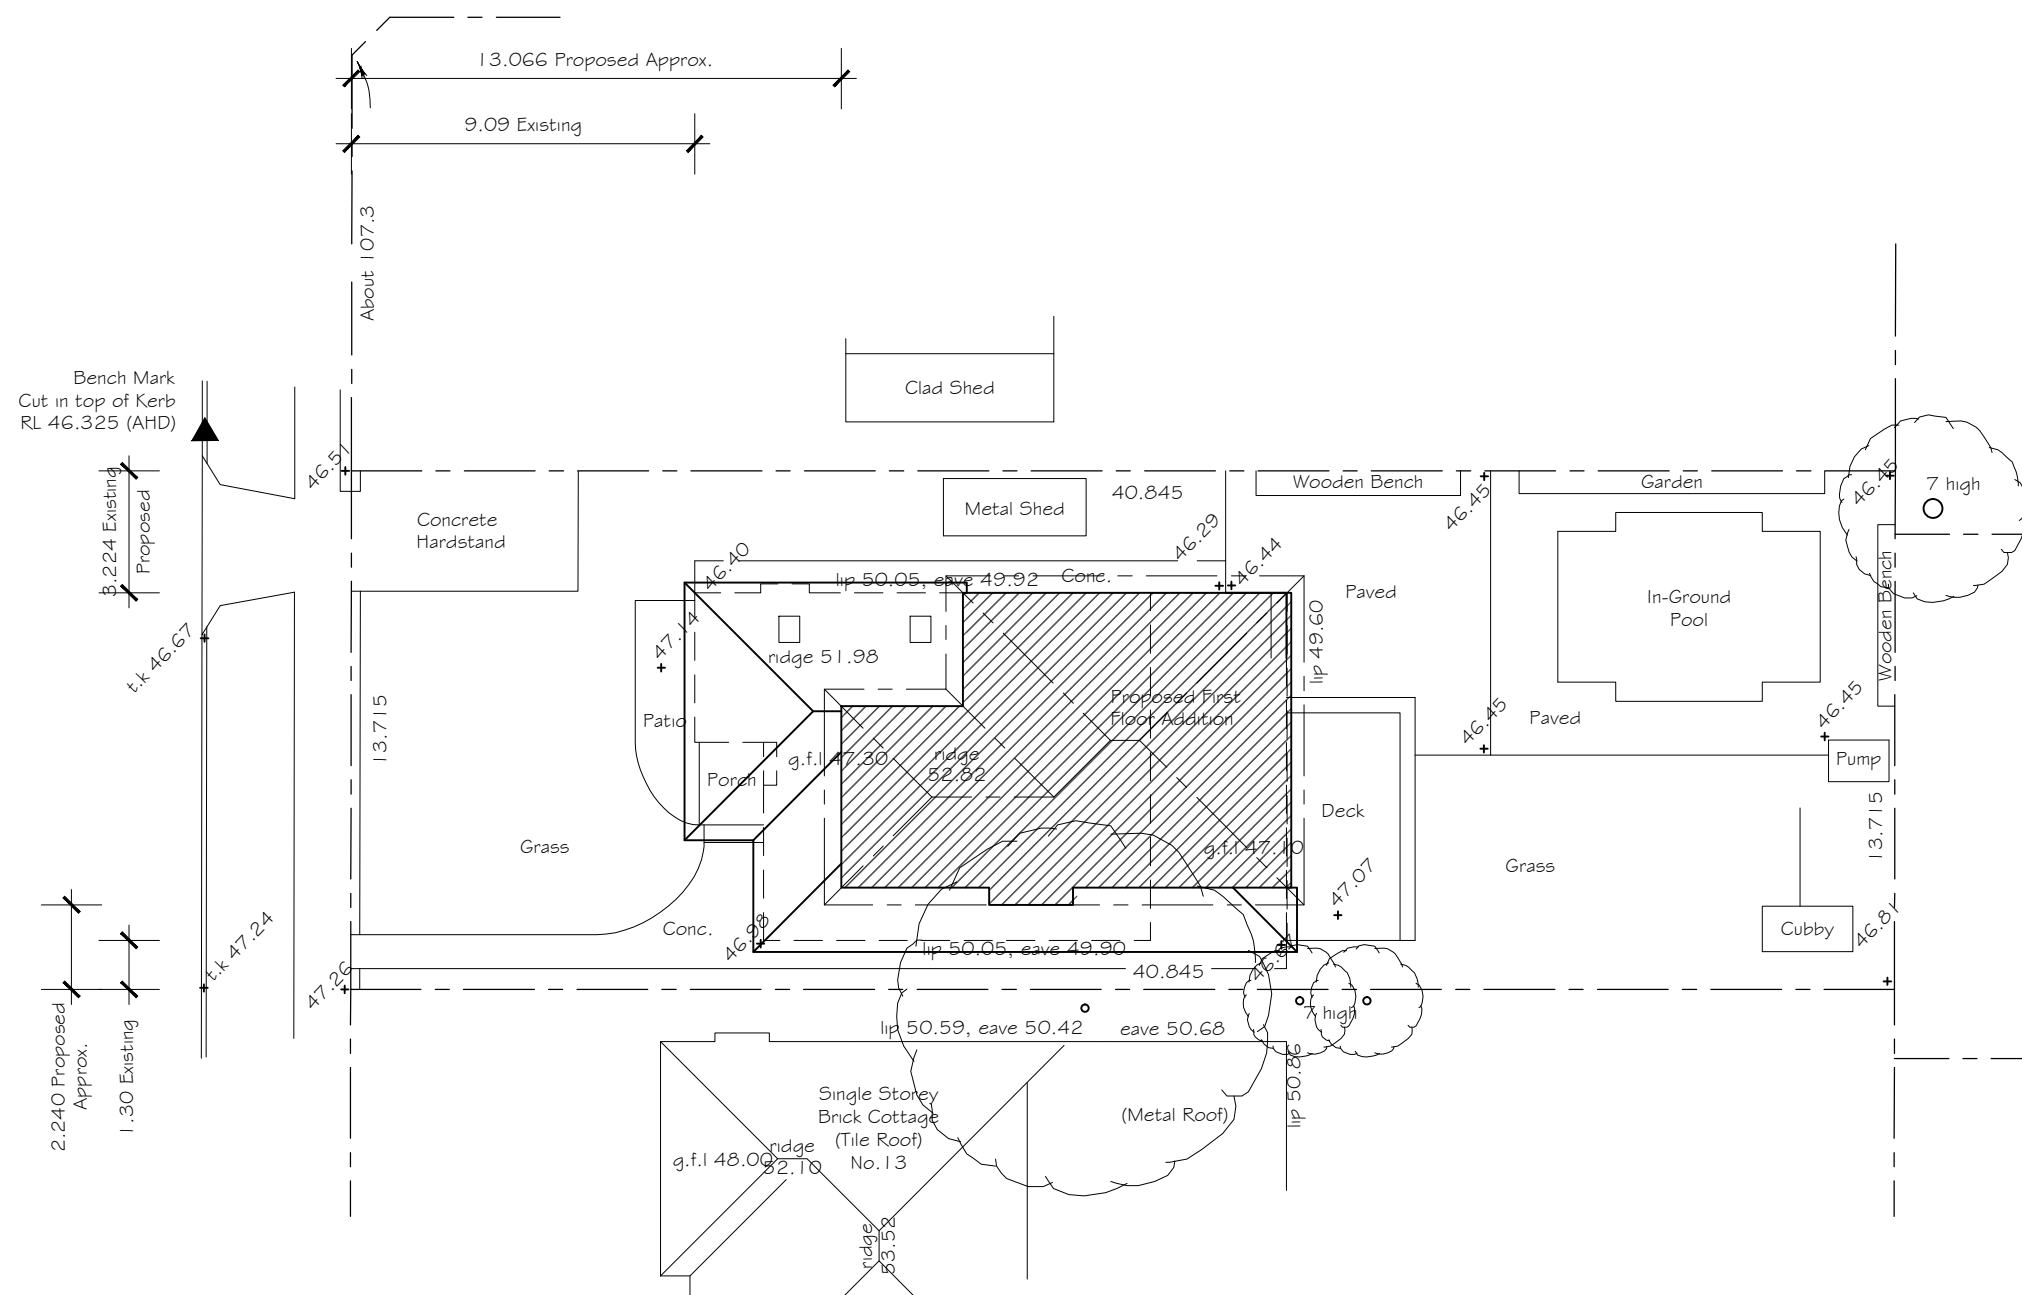 13.066 Proposed Approx.
9.09 Existing
About 107.3
Bench Mark
Cut in top of Kerb
RL 46.325 (AHD)
Clad Shed
46.51
3.224 Existing
Proposed
Concrete
Hardstand
Metal Shed
40.845
Wooden Bench
46.45
Garden
46.45
7 high
46.29
46.44
46.40
lip 50.05, eave 49.92
Conc.
Paved
In-Ground
Pool
Wooden Bench
t.k 46.67
47.14
ridge 51.98
lip 49.60
Proposed First
Floor Addition
13.715
Patio
46.45
Paved
46.45
g.f.l 47.30
ridge
52.82
Porch
Pump
Deck
13.715
Grass
g.f.l 47.10
Grass
47.07
t.k 47.24
Conc.
46.98
lip 50.05, eave 49.90
Cubby
46.81
47.26
40.845
2.240 Proposed
Approx.
1.30 Existing
lip 50.59, eave 50.42
eave 50.68
7 high
lip 50.86
Single Storey
Brick Cottage
(Tile Roof)
No.13
(Metal Roof)
g.f.l 48.00
ridge
52.10
ridge
53.52